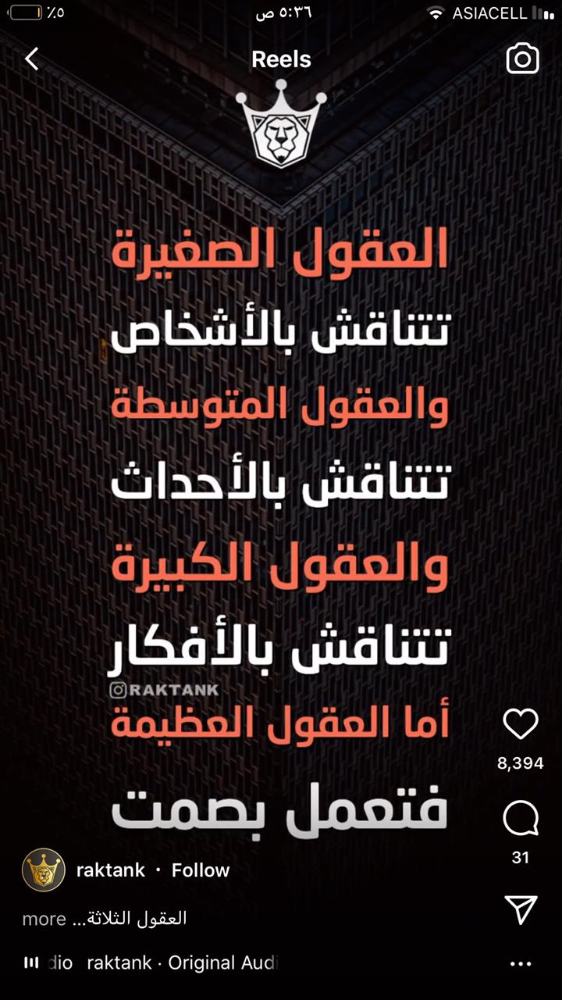 ٪٥ ٥:٣٦ ص ASIACELL
Reels
العقول الصغيرة
تتناقش بالأشخاص
والعقول المتوسطة
تتناقش بالأحداث
والعقول الكبيرة
تتناقش بالأفكار
RAKTANK
أما العقول العظيمة
فتعمل بصمت
8,394
31
raktank · Follow
العقول الثلاثة... more
dio raktank · Original Audi